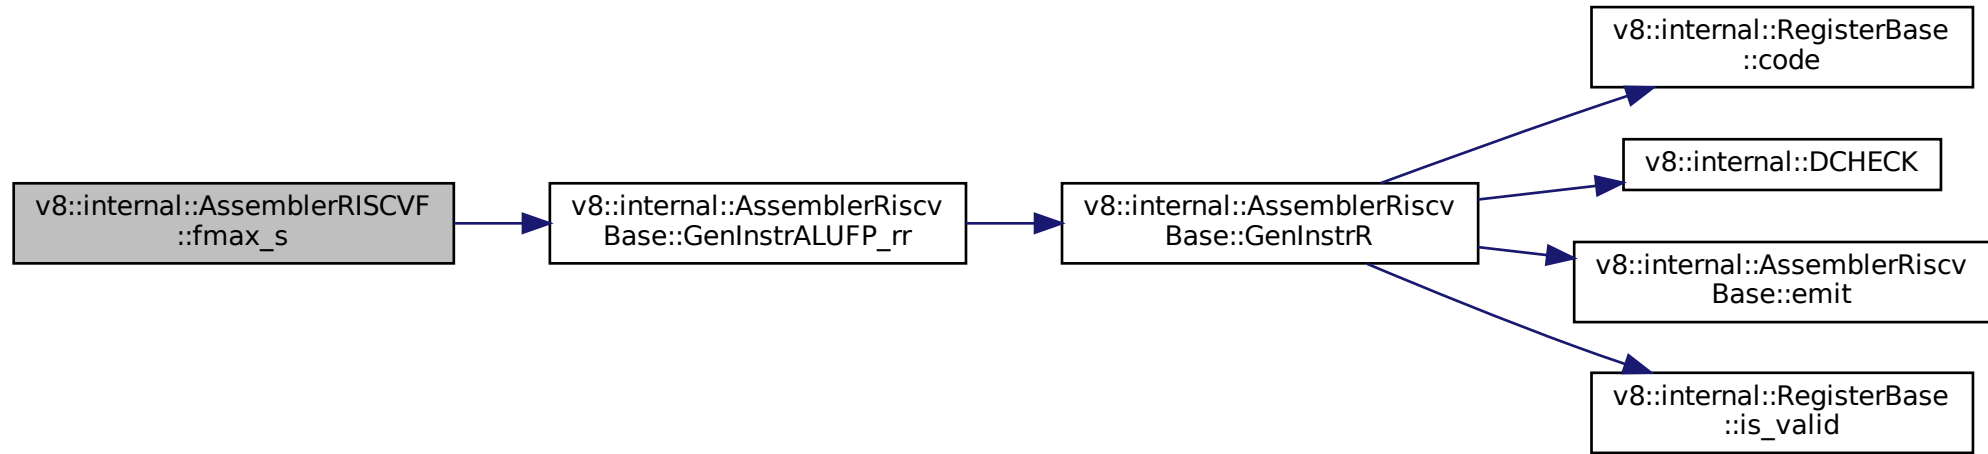 v8::internal::AssemblerRISCVF
::fmax_s
v8::internal::AssemblerRiscv
Base::GenInstrALUFP_rr
v8::internal::AssemblerRiscv
Base::GenInstrR
v8::internal::RegisterBase
::code
v8::internal::DCHECK
v8::internal::AssemblerRiscv
Base::emit
v8::internal::RegisterBase
::is_valid